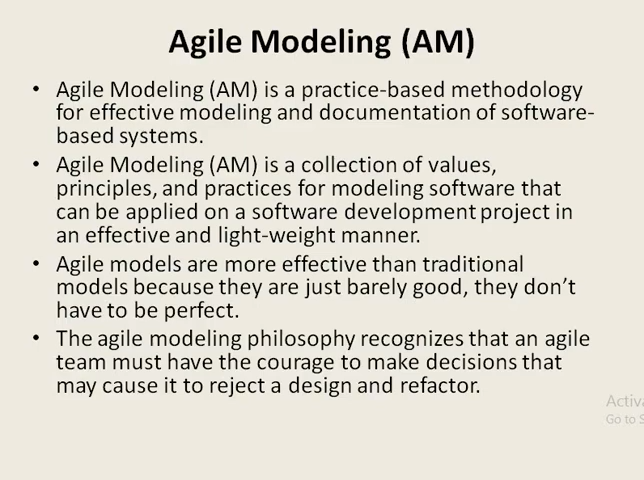 Agile Modeling (AM)
• Agile Modeling (AM) is a practice-based methodology
for effective modeling and documentation of software-
based systems.
• Agile Modeling (AM) is a collection of values,
principles, and practices for modeling software that
can be applied on a software development project in
an effective and light-weight manner.
• Agile models are more effective than traditional
models because they are just barely good, they don’t
have to be perfect.
• The agile modeling philosophy recognizes that an agile
team must have the courage to make decisions that
may cause it to reject a design and refactor.
Activa
Go to S